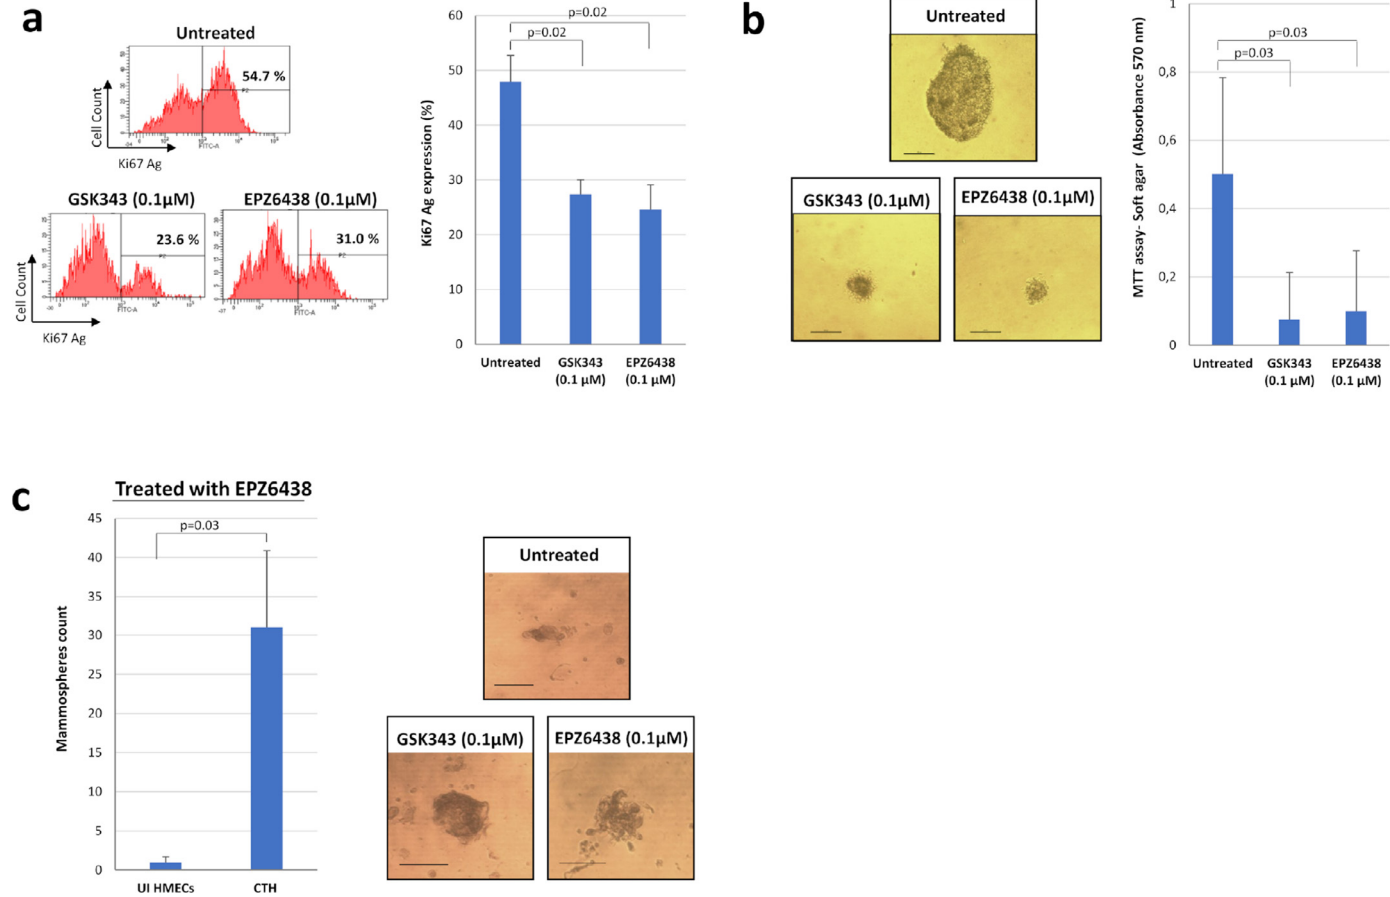 a
Untreated
54.7 %
P2
Cell Count
FITC-A
Ki67 Ag
GSK343 (0.1µM)
EPZ6438 (0.1µM)
23.6 %
31.0 %
P2
Cell Count
FITC-A
FITC-A
Ki67 Ag
60
50
40
30
20
10
0
Ki67 Ag expression (%)
p=0.02
p=0.02
Untreated
GSK343
(0.1 µM)
EPZ6438
(0.1 µM)
b
Untreated
GSK343 (0.1µM)
EPZ6438 (0.1µM)
MTT assay- Soft agar (Absorbance 570 nm)
1
0,8
0,6
0,4
0,2
0
p=0.03
p=0.03
Untreated
GSK343
(0.1 µM)
EPZ6438
(0.1 µM)
c
Treated with EPZ6438
45
40
35
30
25
20
15
10
5
0
Mammospheres count
p=0.03
UI HMECs
CTH
Untreated
GSK343 (0.1µM)
EPZ6438 (0.1µM)